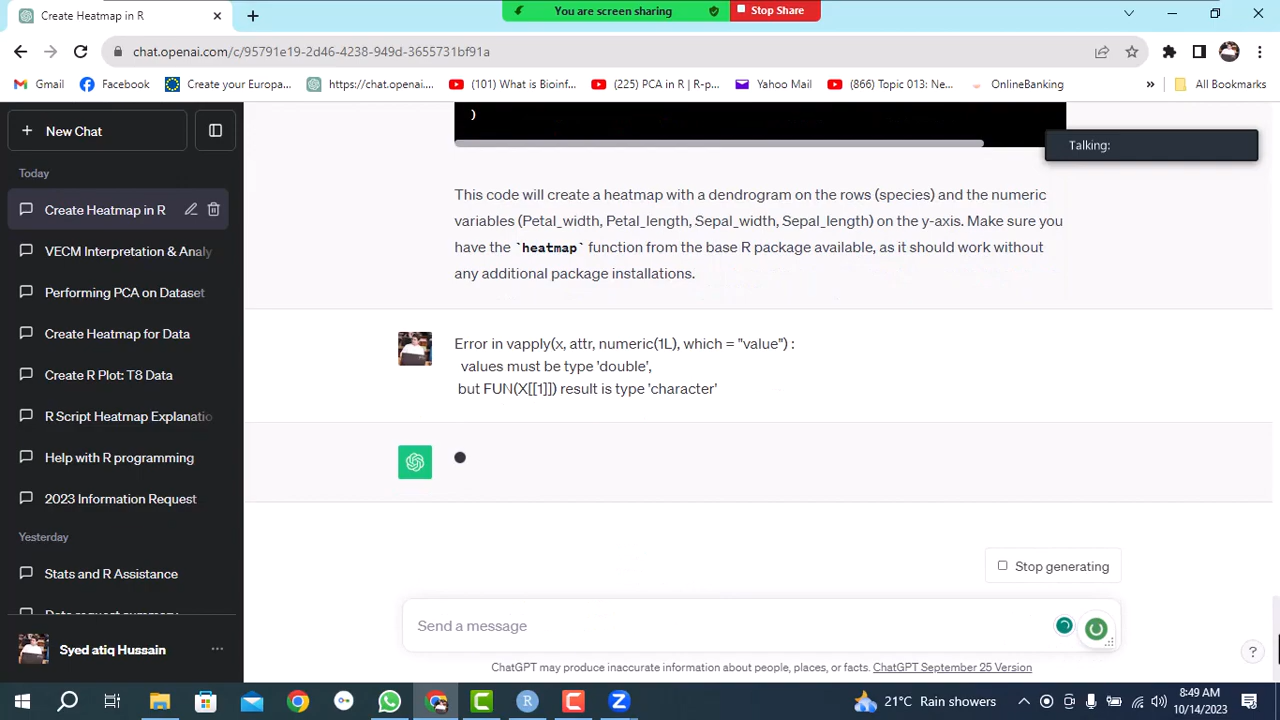 Create Heatmap in R
You are screen sharing
Stop Share
chat.openai.com/c/95791e19-2d46-4238-949d-3655731bf91a
Gmail
Facebook
Create your Europa...
https://chat.openai....
(101) What is Bioinf...
(225) PCA in R | R-p...
Yahoo Mail
(866) Topic 013: Ne...
OnlineBanking
»
All Bookmarks
+ New Chat
Today
Create Heatmap in R
VECM Interpretation & Analy
Performing PCA on Dataset
Create Heatmap for Data
Create R Plot: T8 Data
R Script Heatmap Explanatio
Help with R programming
2023 Information Request
Yesterday
Stats and R Assistance
Syed atiq Hussain
)
Talking:
This code will create a heatmap with a dendrogram on the rows (species) and the numeric
variables (Petal_width, Petal_length, Sepal_width, Sepal_length) on the y-axis. Make sure you
have the `heatmap` function from the base R package available, as it should work without
any additional package installations.
Error in vapply(x, attr, numeric(1L), which = "value") :
values must be type 'double',
but FUN(X[[1]]) result is type 'character'
Stop generating
Send a message
ChatGPT may produce inaccurate information about people, places, or facts. ChatGPT September 25 Version
?
21°C Rain showers
8:49 AM
10/14/2023